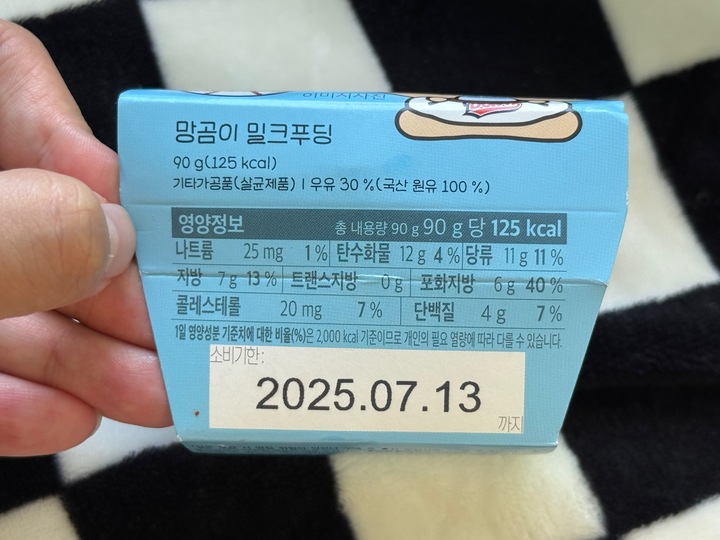 이미지사진
망곰이 밀크푸딩
90 g(125 kcal)
기타가공품(살균제품) | 우유 30 %(국산 원유 100 %)
영양정보 총 내용량 90 g 90 g 당 125 kcal
나트륨 25 mg 1 % 탄수화물 12 g 4 % 당류 11 g 11 %
지방 7 g 13 % 트랜스지방 0 g 포화지방 6 g 40 %
콜레스테롤 20 mg 7 % 단백질 4 g 7 %
1일 영양성분 기준치에 대한 비율(%)은 2,000 kcal 기준이므로 개인의 필요 열량에 따라 다를 수 있습니다.
소비기한:
2025.07.13
까지